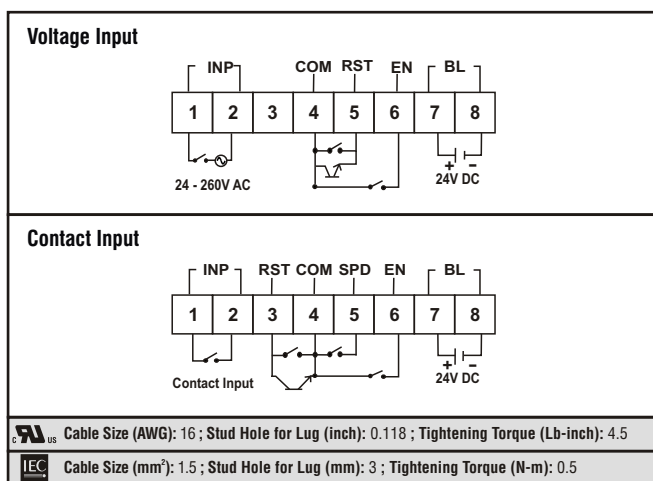 Voltage Input
INP COM RST EN BL
1 2 3 4 5 6 7 8
24 - 260V AC
+ -
24V DC
Contact Input
INP RST COM SPD EN BL
1 2 3 4 5 6 7 8
Contact Input
+ -
24V DC
c RU US Cable Size (AWG): 16 ; Stud Hole for Lug (inch): 0.118 ; Tightening Torque (Lb-inch): 4.5
IEC Cable Size (mm²): 1.5 ; Stud Hole for Lug (mm): 3 ; Tightening Torque (N-m): 0.5